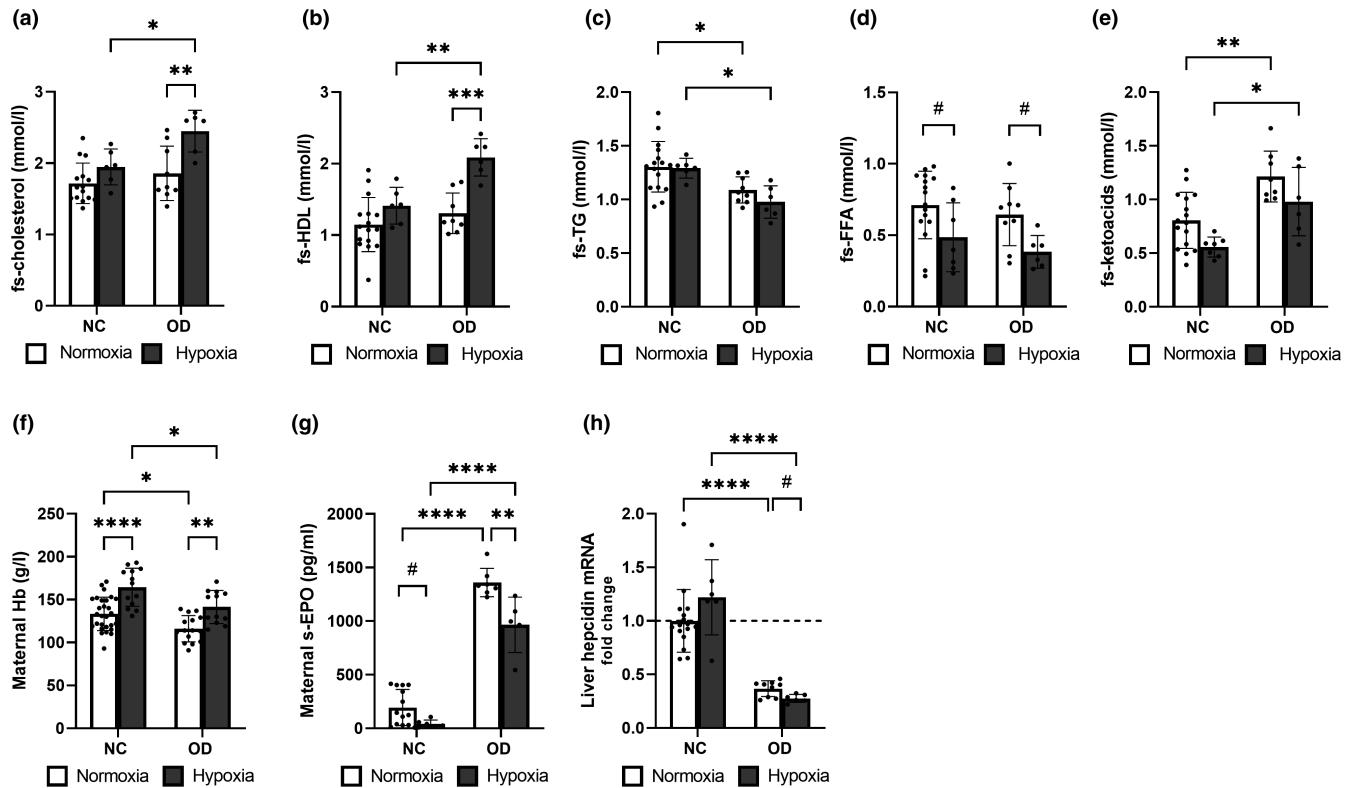 (a)
*
**
fs-cholesterol (mmol/l)
3
2
1
0
NC OD
Normoxia Hypoxia
(b)
**
***
fs-HDL (mmol/l)
3
2
1
0
NC OD
Normoxia Hypoxia
(c)
*
*
fs-TG (mmol/l)
2.0
1.5
1.0
0.5
0.0
NC OD
Normoxia Hypoxia
(d)
# #
fs-FFA (mmol/l)
1.5
1.0
0.5
0.0
NC OD
Normoxia Hypoxia
(e)
**
*
fs-ketoacids (mmol/l)
2.0
1.5
1.0
0.5
0.0
NC OD
Normoxia Hypoxia
(f)
*
*
**** **
Maternal Hb (g/l)
250
200
150
100
50
0
NC OD
Normoxia Hypoxia
(g)
****
**** **
#
Maternal s-EPO (pg/ml)
2000
1500
1000
500
0
NC OD
Normoxia Hypoxia
(h)
****
**** #
Liver hepcidin mRNA
fold change
2.0
1.5
1.0
0.5
0.0
NC OD
Normoxia Hypoxia